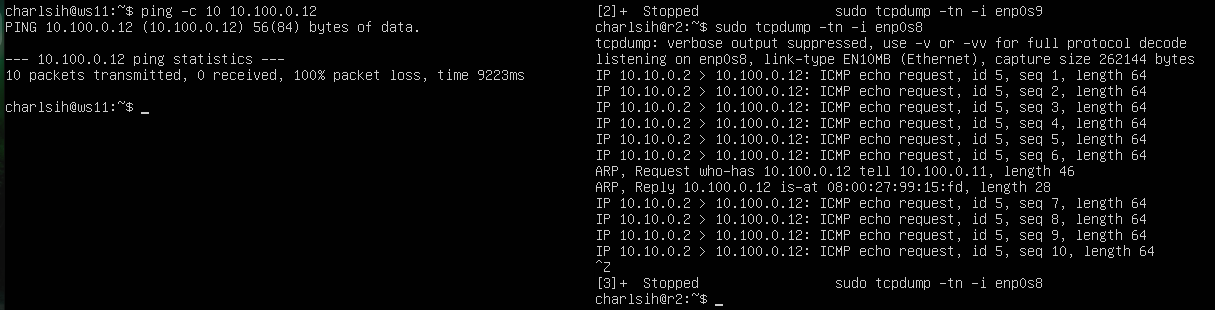 charlsih@ws11:~$ ping -c 10 10.100.0.12
PING 10.100.0.12 (10.100.0.12) 56(84) bytes of data.
--- 10.100.0.12 ping statistics ---
10 packets transmitted, 0 received, 100% packet loss, time 9223ms
charlsih@ws11:~$ _
[2]+  Stopped                 sudo tcpdump -tn -i enp0s9
charlsih@r2:~$ sudo tcpdump -tn -i enp0s8
tcpdump: verbose output suppressed, use -v or -vv for full protocol decode
listening on enp0s8, link-type EN10MB (Ethernet), capture size 262144 bytes
IP 10.10.0.2 > 10.100.0.12: ICMP echo request, id 5, seq 1, length 64
IP 10.10.0.2 > 10.100.0.12: ICMP echo request, id 5, seq 2, length 64
IP 10.10.0.2 > 10.100.0.12: ICMP echo request, id 5, seq 3, length 64
IP 10.10.0.2 > 10.100.0.12: ICMP echo request, id 5, seq 4, length 64
IP 10.10.0.2 > 10.100.0.12: ICMP echo request, id 5, seq 5, length 64
IP 10.10.0.2 > 10.100.0.12: ICMP echo request, id 5, seq 6, length 64
ARP, Request who-has 10.100.0.12 tell 10.100.0.11, length 46
ARP, Reply 10.100.0.12 is-at 08:00:27:99:15:fd, length 28
IP 10.10.0.2 > 10.100.0.12: ICMP echo request, id 5, seq 7, length 64
IP 10.10.0.2 > 10.100.0.12: ICMP echo request, id 5, seq 8, length 64
IP 10.10.0.2 > 10.100.0.12: ICMP echo request, id 5, seq 9, length 64
IP 10.10.0.2 > 10.100.0.12: ICMP echo request, id 5, seq 10, length 64
^Z
[3]+  Stopped                 sudo tcpdump -tn -i enp0s8
charlsih@r2:~$ _